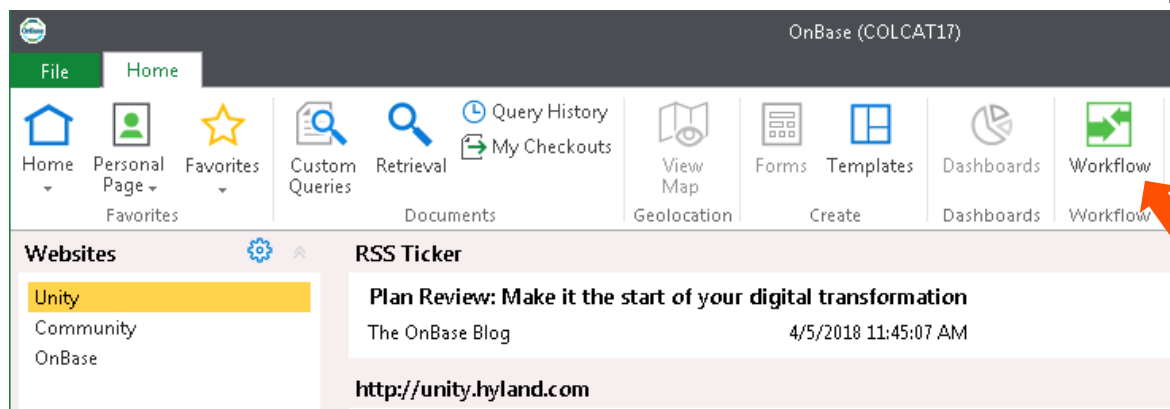 OnBase (COLCAT17)
File Home
Home Personal Page Favorites
Custom Queries Retrieval Query History
My Checkouts
View Map
Forms Templates
Dashboards
Workflow
Favorites Documents Geolocation Create Dashboards Workflow
Websites
Unity
Community
OnBase
RSS Ticker
Plan Review: Make it the start of your digital transformation
The OnBase Blog 4/5/2018 11:45:07 AM
http://unity.hyland.com